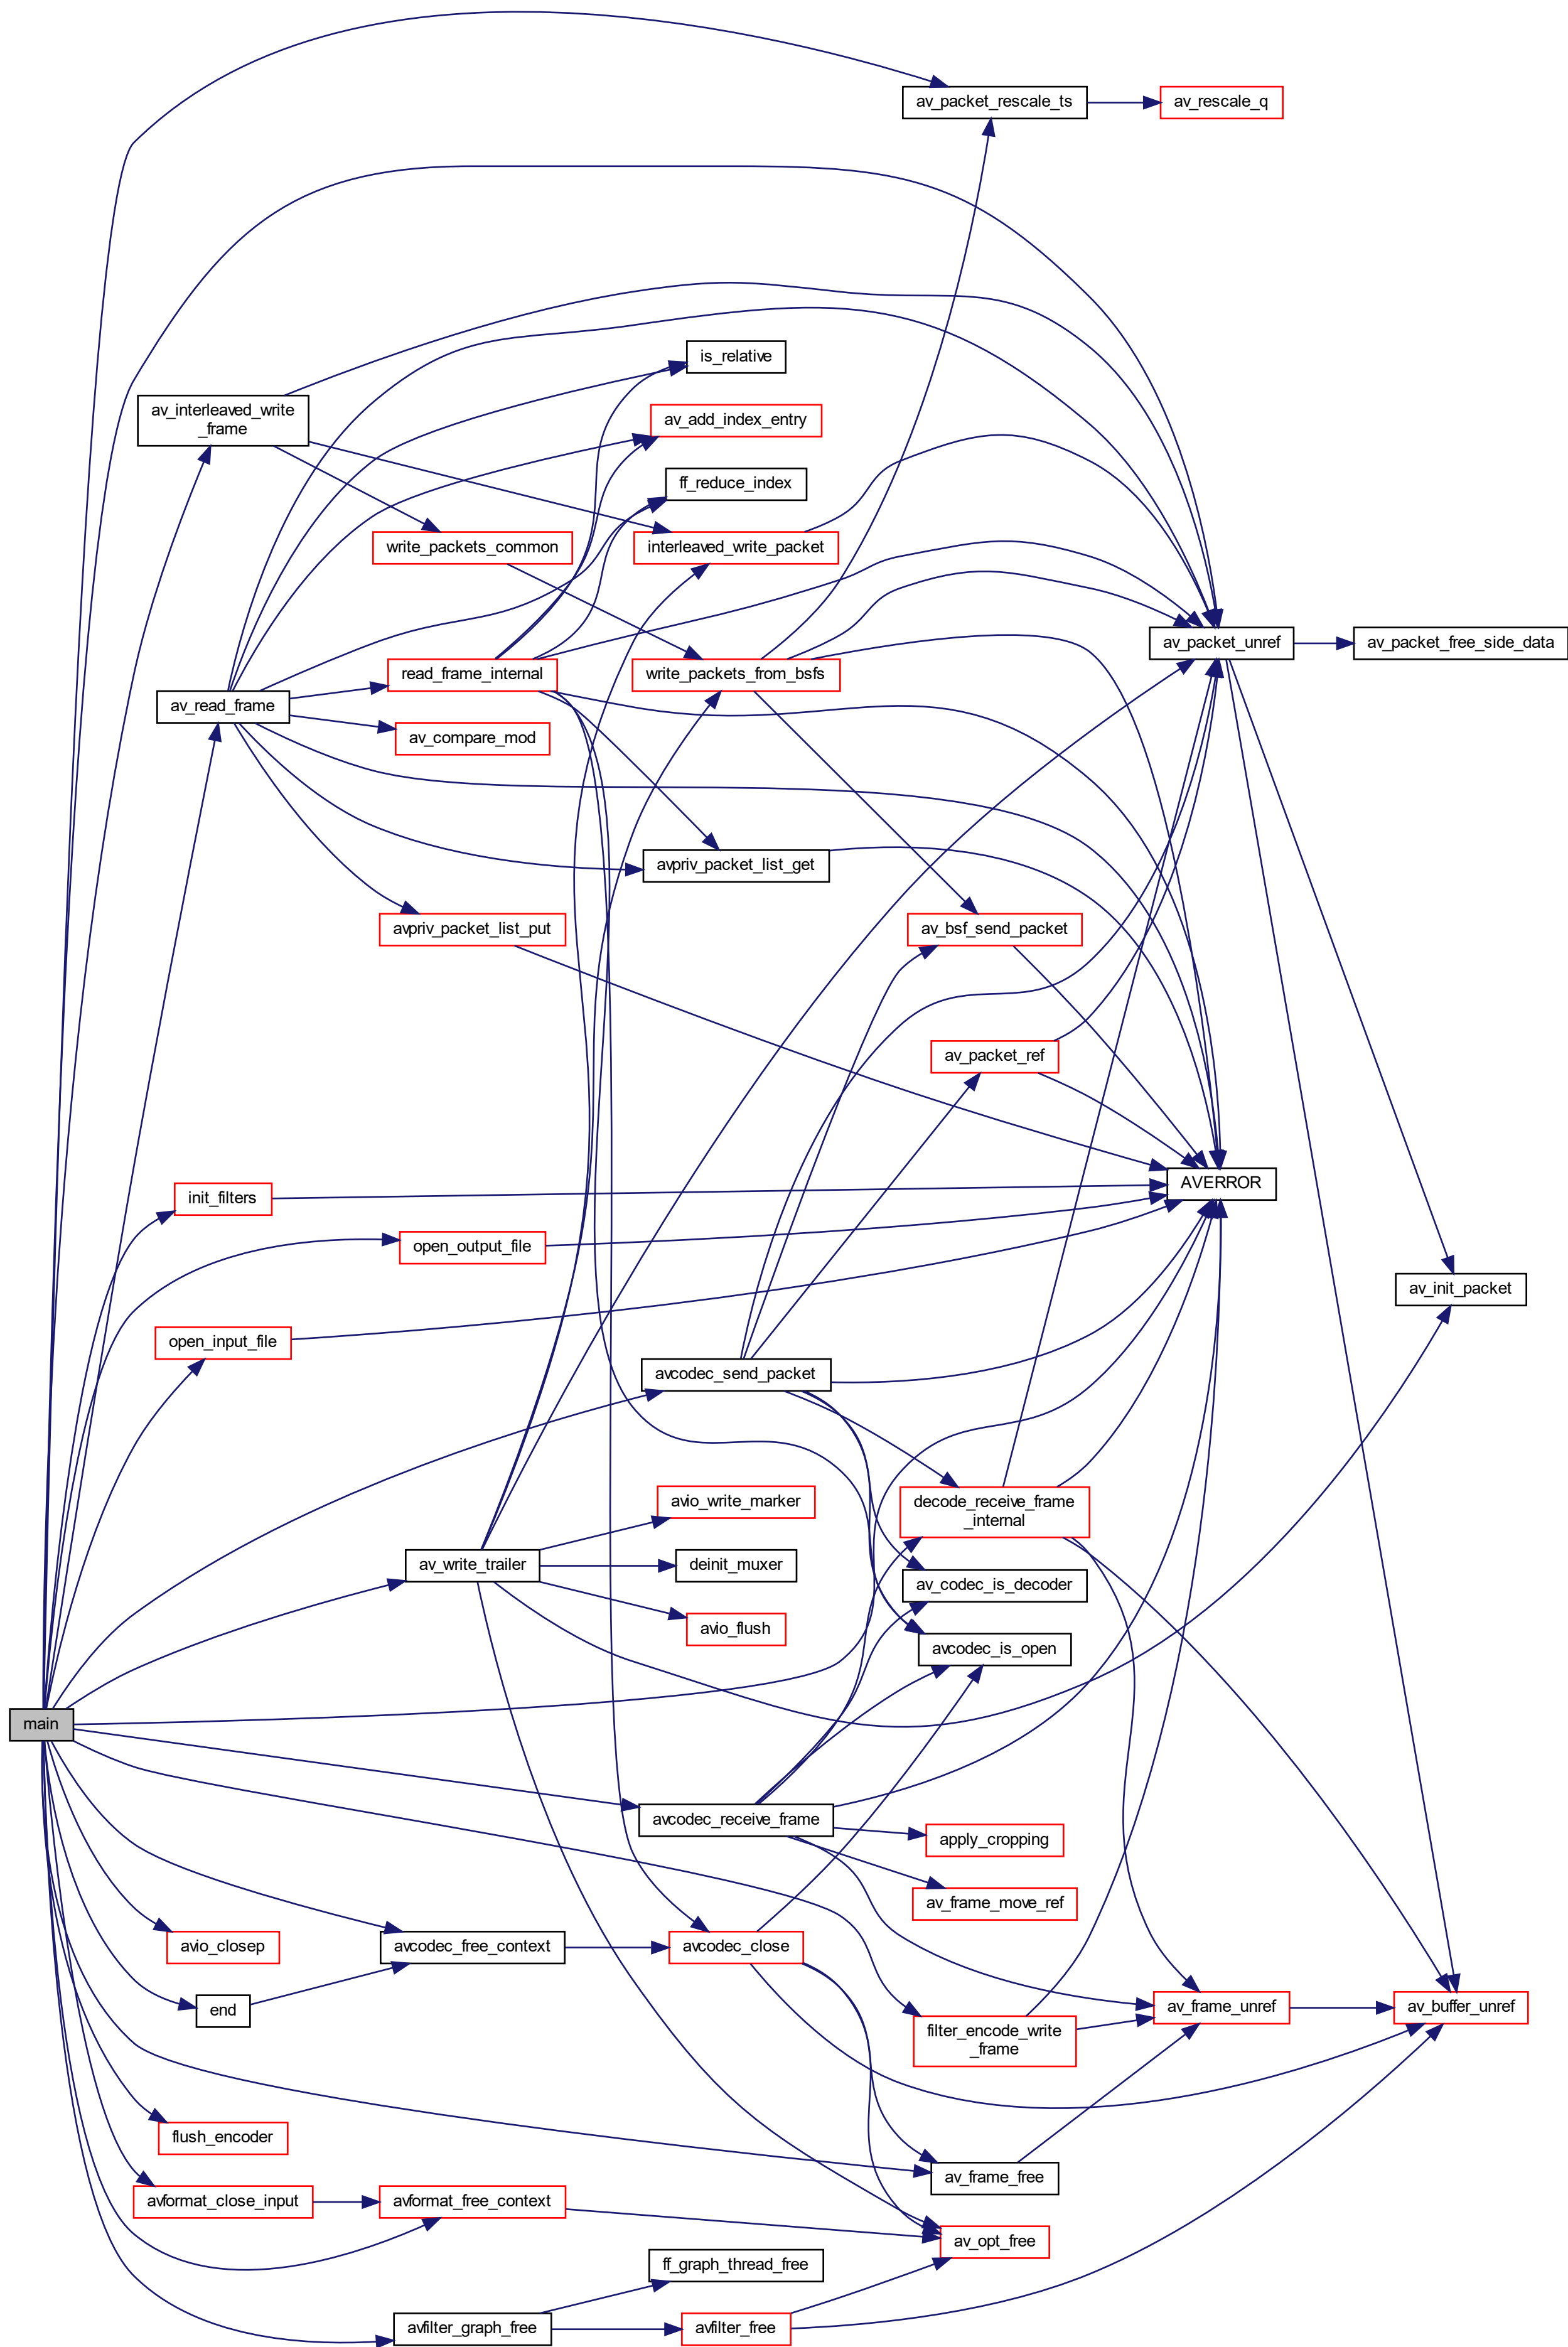 av_packet_rescale_ts
av_rescale_q
is_relative
av_interleaved_write
_frame
av_add_index_entry
ff_reduce_index
write_packets_common
interleaved_write_packet
av_packet_unref
av_packet_free_side_data
read_frame_internal
write_packets_from_bsfs
av_read_frame
av_compare_mod
avpriv_packet_list_get
avpriv_packet_list_put
av_bsf_send_packet
av_packet_ref
AVERROR
init_filters
open_output_file
av_init_packet
open_input_file
avcodec_send_packet
avio_write_marker
decode_receive_frame
_internal
av_write_trailer
deinit_muxer
av_codec_is_decoder
avio_flush
avcodec_is_open
main
avcodec_receive_frame
apply_cropping
av_frame_move_ref
avio_closep
avcodec_free_context
avcodec_close
end
av_frame_unref
av_buffer_unref
filter_encode_write
_frame
flush_encoder
av_frame_free
avformat_close_input
avformat_free_context
av_opt_free
ff_graph_thread_free
avfilter_graph_free
avfilter_free